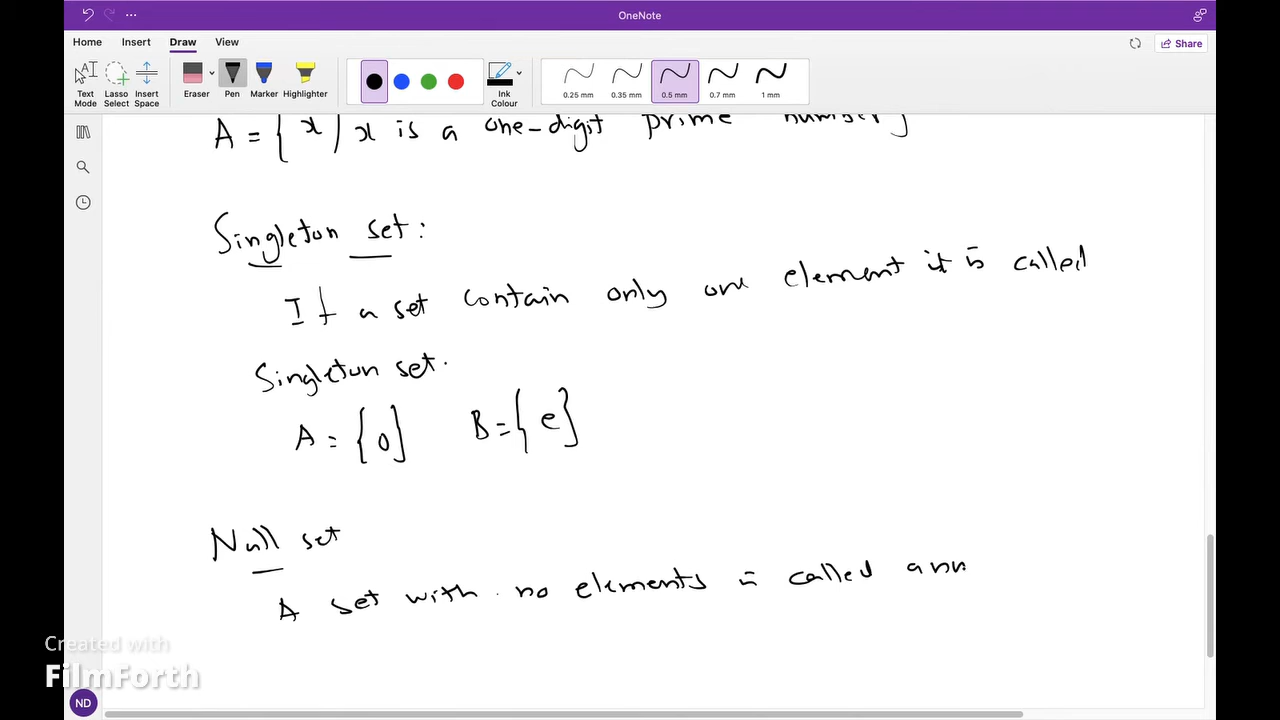 OneNote
Home Insert Draw View
Share
Text Mode
Lasso Select
Insert Space
Eraser
Pen
Marker
Highlighter
Ink Colour
0.25 mm
0.35 mm
0.5 mm
0.7 mm
1 mm
A = { x / x is a one-digit prime number}
Singleton set:
If a set contain only one element it is called
Singleton set.
A = {0} B = {e}
Null set
A set with no elements is called ann
Created with
FilmForth
ND